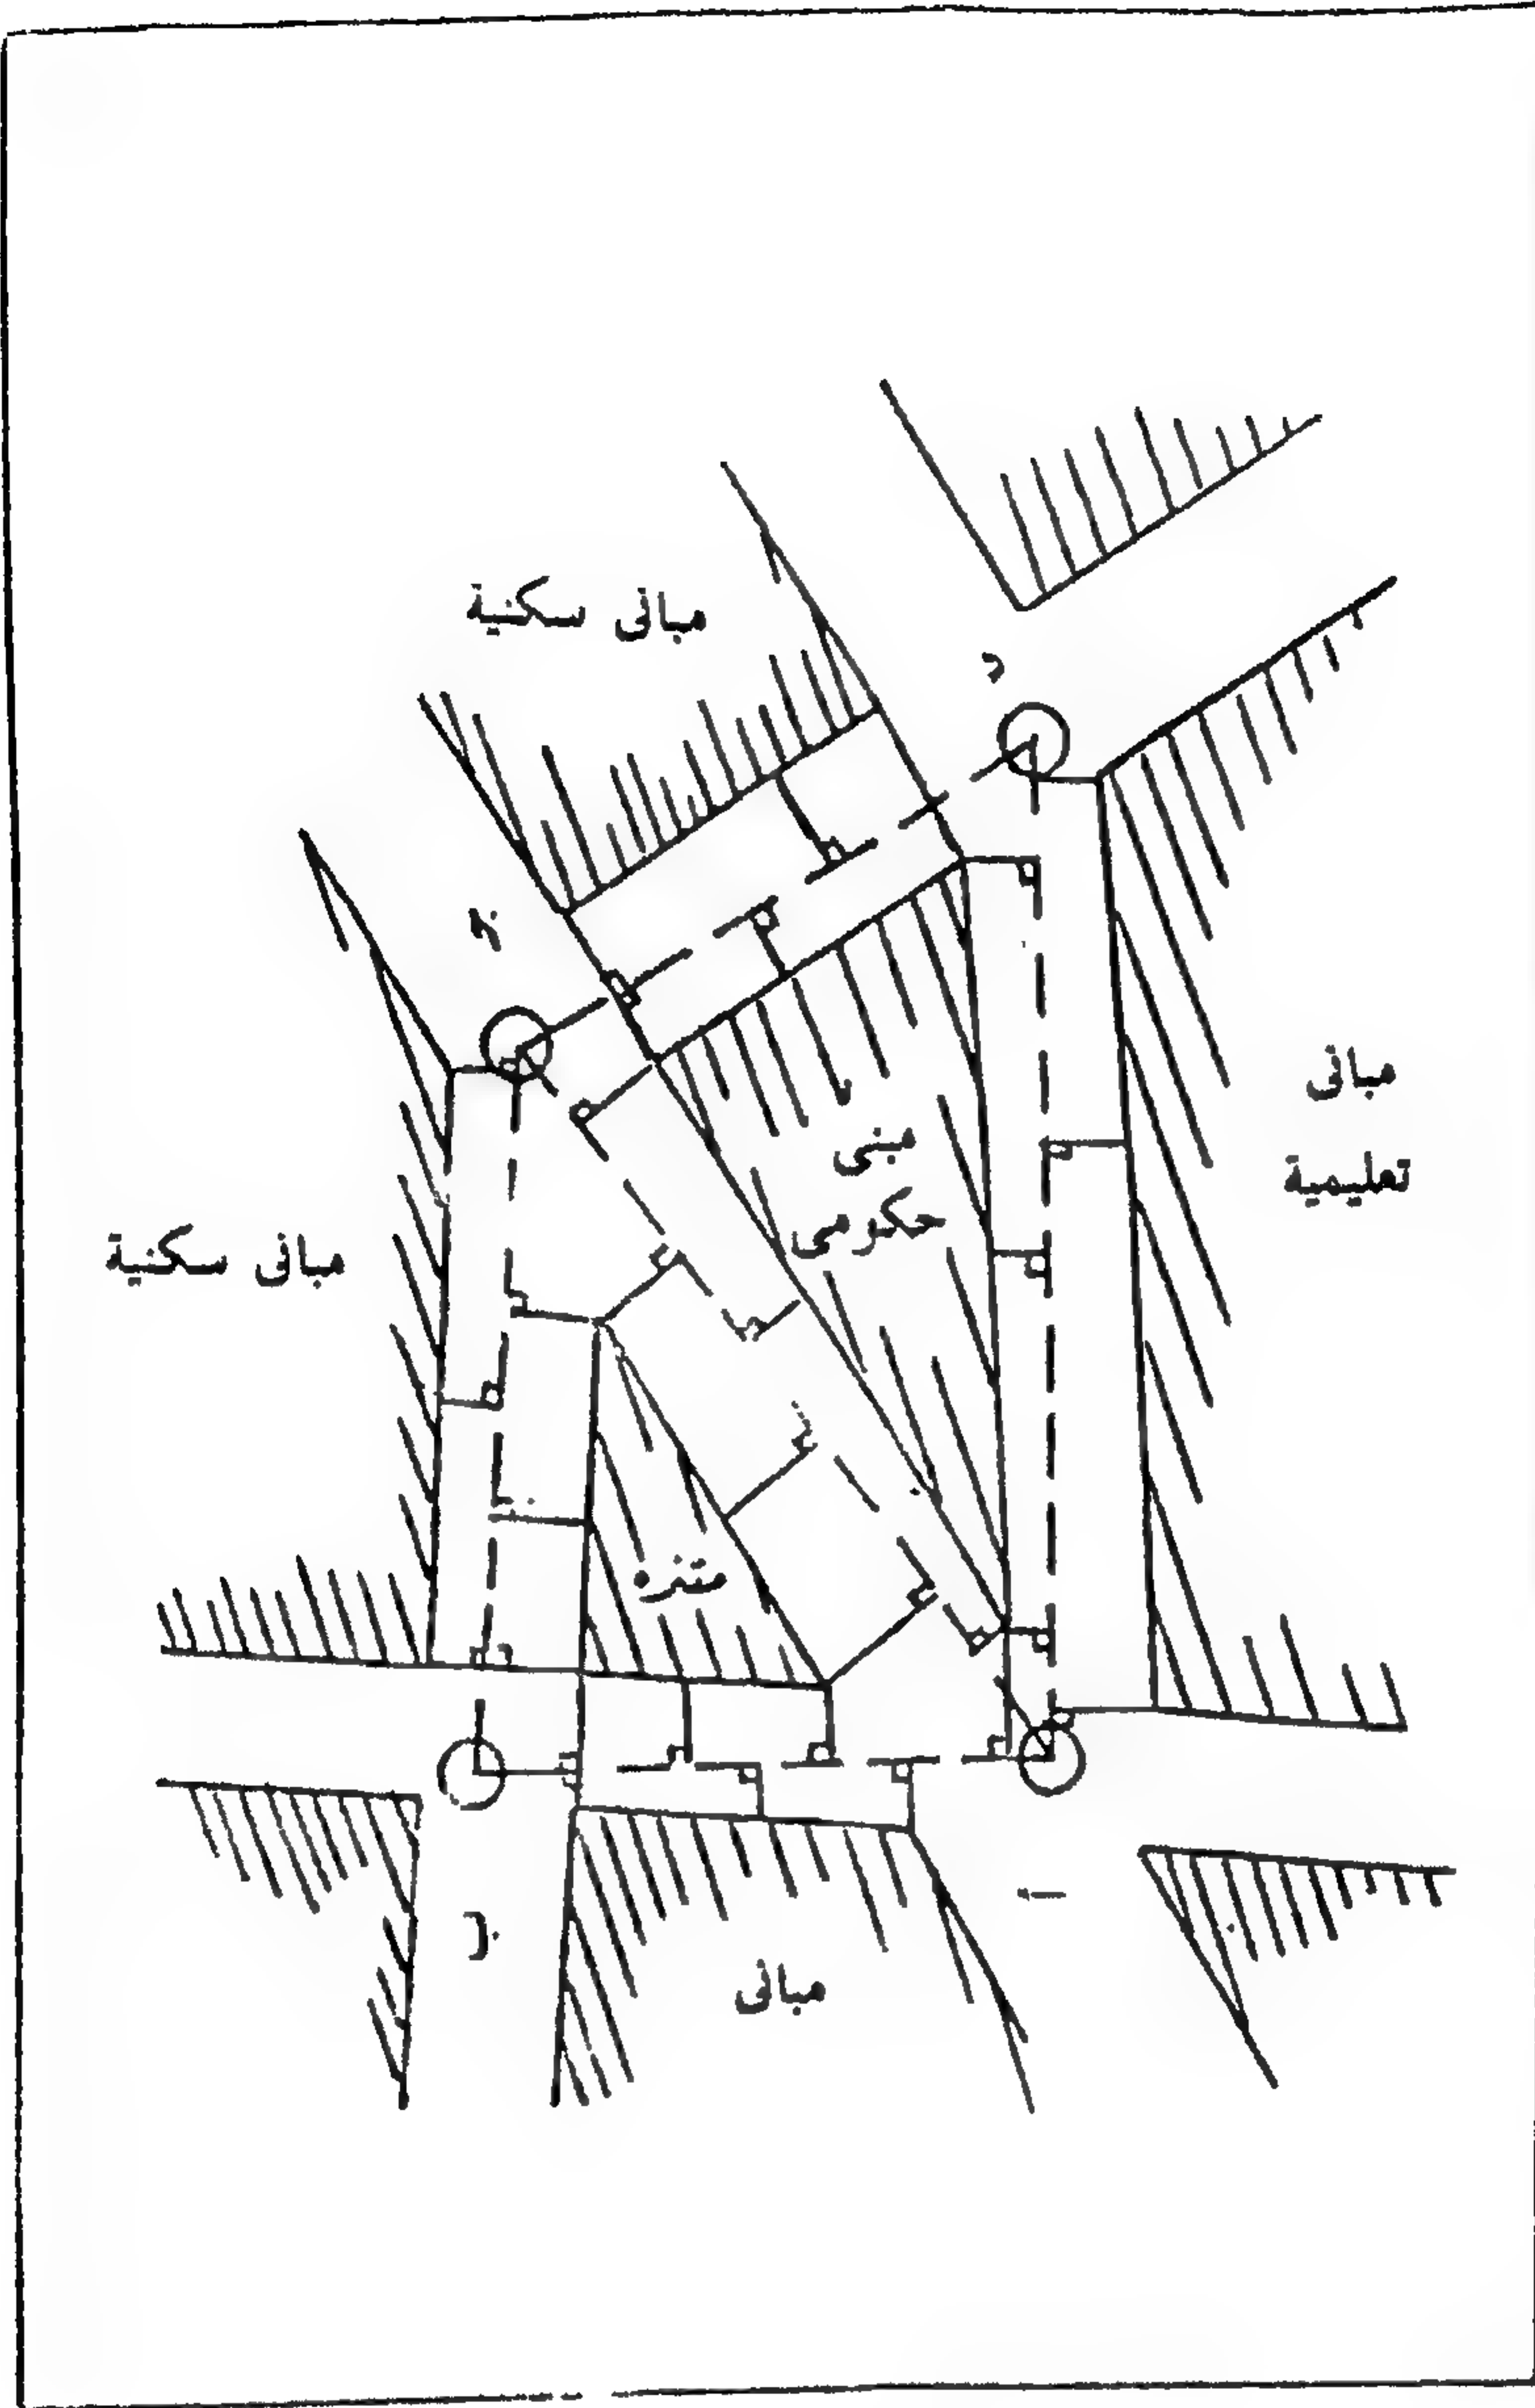 مبانى سكنية
د
مبانى
تعليمية
مبنى
حكومى
مبانى سكنية
متنزه
مبانى